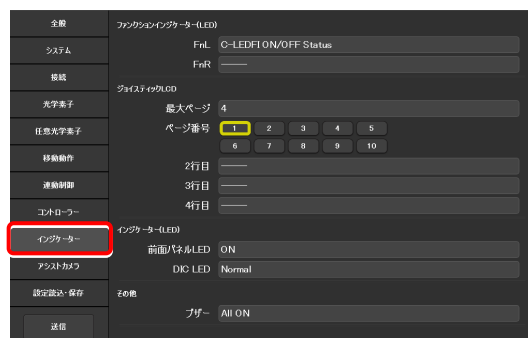 全般
システム
接続
光学素子
任意光学素子
移動動作
連動制御
コントローラー
インジケーター
アシストカメラ
設定読込・保存
送信
ファンクションインジケーター(LED)
FnL C-LEDFI ON/OFF Status
FnR ――
ジョイスティックLCD
最大ページ 4
ページ番号 1 2 3 4 5
6 7 8 9 10
2行目 ――
3行目 ――
4行目 ――
インジケーター(LED)
前面パネルLED ON
DIC LED Normal
その他
ブザー All ON